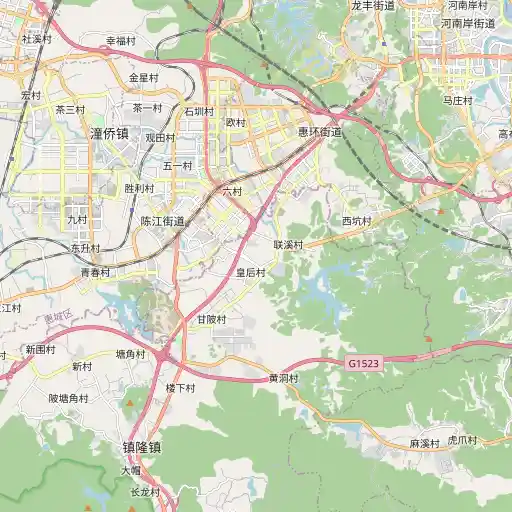 龙丰街道
河南岸村
社溪村
幸福村
河南岸街道
金星村
宏村
茶三村
茶一村
石圳村
马庄村
欧村
潼侨镇
观田村
惠环街道
高布
五一村
胜利村
六村
九村
陈江街道
西坑村
联溪村
东升村
青春村
皇后村
江村
惠城区
甘陂村
新围村
塘角村
村
新村
G1523
黄洞村
楼下村
陂塘角村
麻溪村
虎爪村
镇隆镇
大帽
长龙村